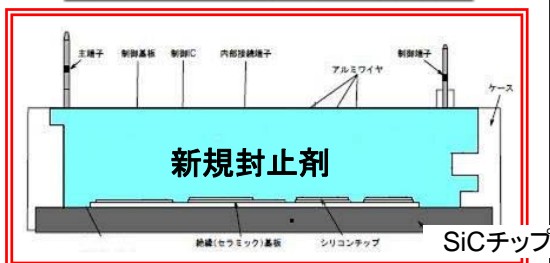 主端子
制御基板
制御IC
内部接続端子
アルミワイヤ
制御端子
ケース
新規封止剤
絶縁(セラミック)基板
シリコンチップ
SiCチップ